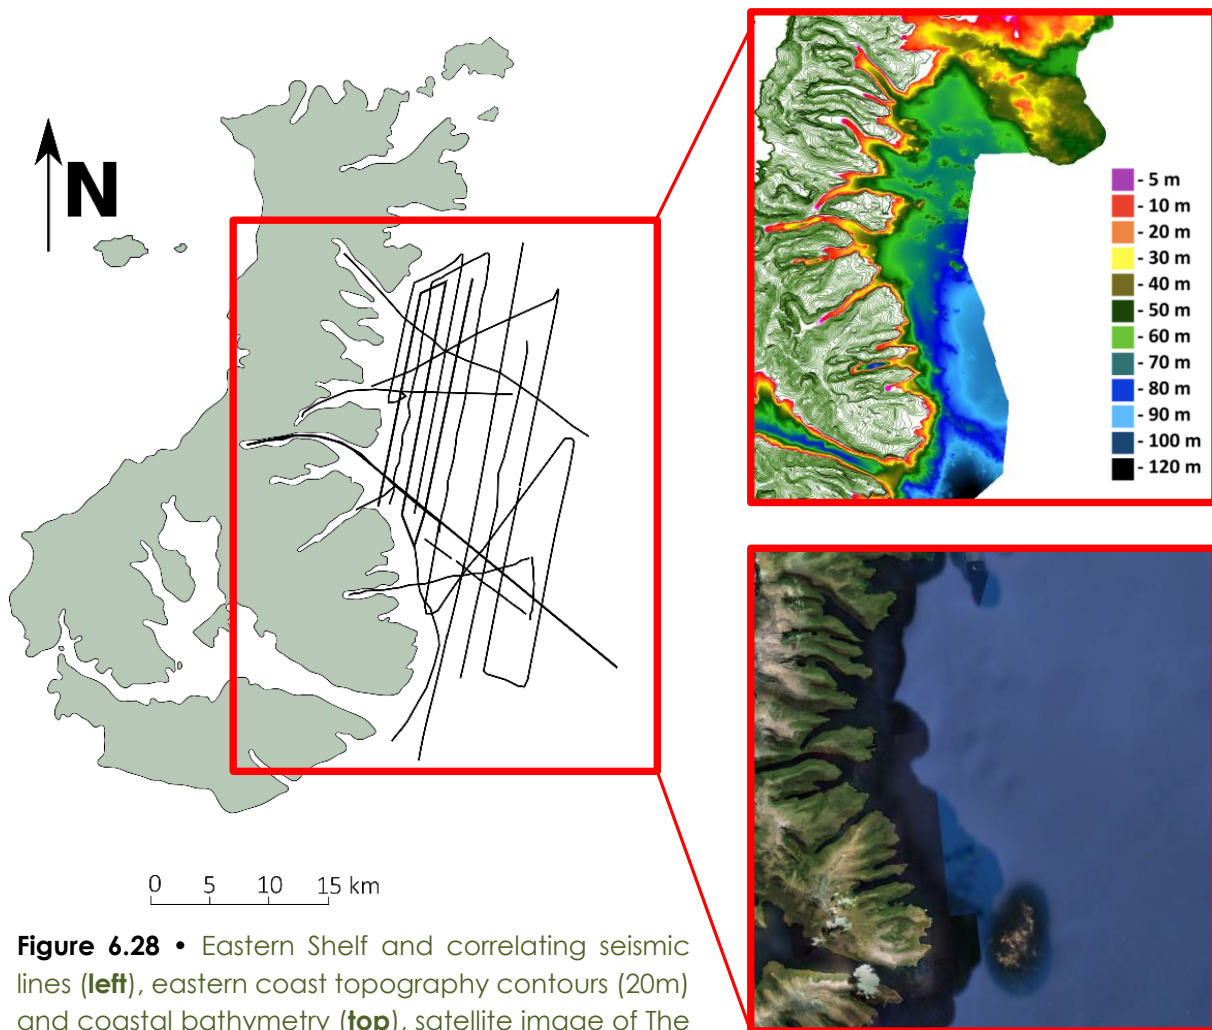 N
- 5 m
- 10 m
- 20 m
- 30 m
- 40 m
- 50 m
- 60 m
- 70 m
- 80 m
- 90 m
- 100 m
- 120 m
0 5 10 15 km
Figure 6.28 • Eastern Shelf and correlating seismic
lines (left), eastern coast topography contours (20m)
and coastal bathymetry (top), satellite image of The